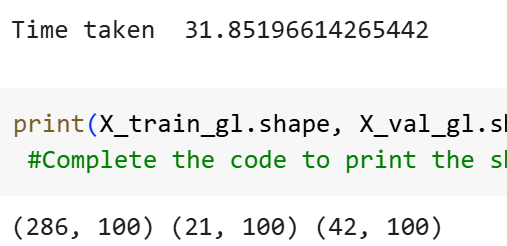 Time taken  31.85196614265442
print(X_train_gl.shape, X_val_gl.sh
#Complete the code to print the sh
(286, 100) (21, 100) (42, 100)